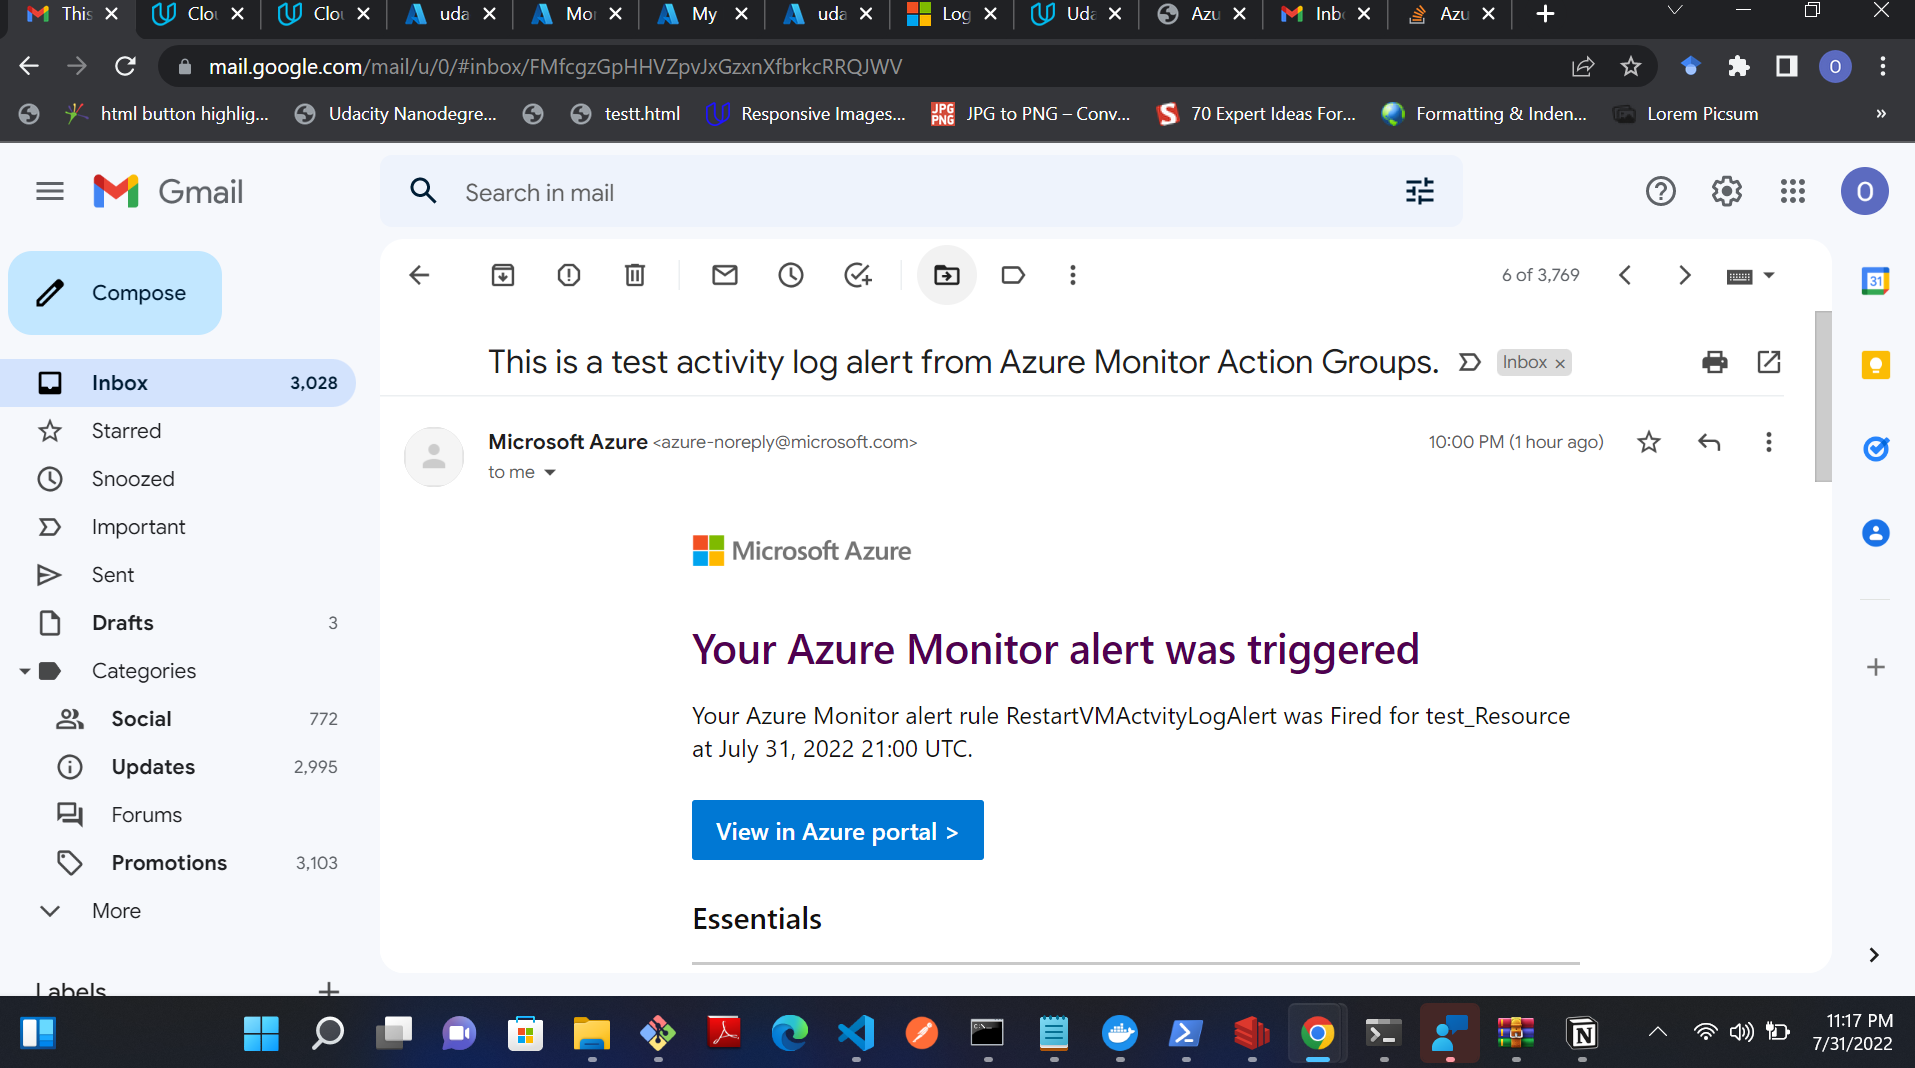 This
Clou
Clou
uda
Mo
My
uda
Log
Uda
Azu
Inb
Azu
mail.google.com/mail/u/0/#inbox/FMfcgzGpHHVZpvJxGzxnXfbrkcRRQJWV
O
html button highlig...
Udacity Nanodegre...
testt.html
Responsive Images...
JPG to PNG – Conv...
70 Expert Ideas For...
Formatting & Inden...
Lorem Picsum
»
Gmail
Search in mail
O
Compose
6 of 3,769
31
Inbox 3,028
Starred
Snoozed
Important
Sent
Drafts 3
Categories
Social 772
Updates 2,995
Forums
Promotions 3,103
More
Labels
This is a test activity log alert from Azure Monitor Action Groups.
Inbox ×
Microsoft Azure <azure-noreply@microsoft.com>
10:00 PM (1 hour ago)
to me
Microsoft Azure
Your Azure Monitor alert was triggered
Your Azure Monitor alert rule RestartVMActvityLogAlert was Fired for test_Resource
at July 31, 2022 21:00 UTC.
View in Azure portal >
Essentials
11:17 PM
7/31/2022